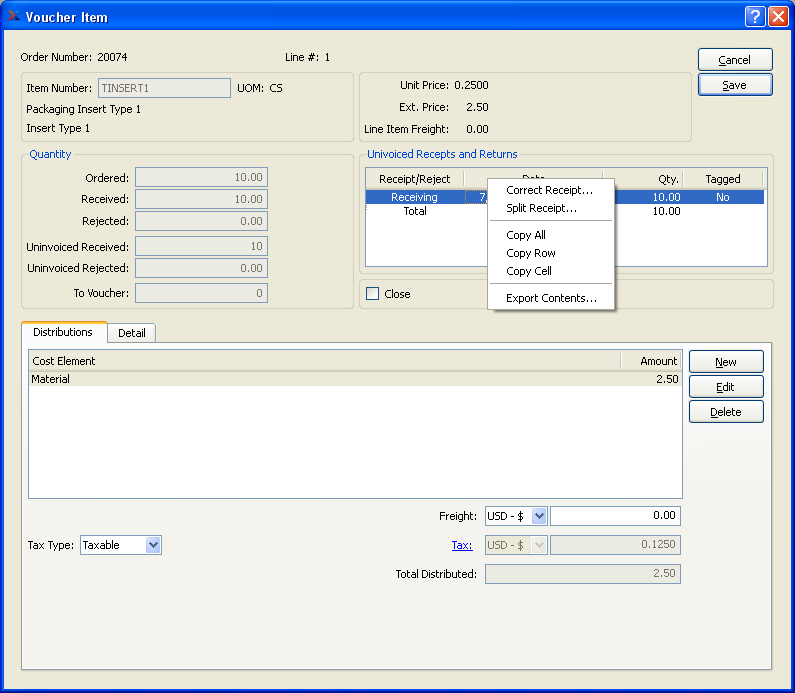 Voucher Item
Order Number: 20074 Line #: 1
Cancel
Save
Item Number: TINSERT1 UOM: CS
Packaging Insert Type 1
Insert Type 1
Unit Price: 0.2500
Ext. Price: 2.50
Line Item Freight: 0.00
Quantity
Ordered: 10.00
Received: 10.00
Rejected: 0.00
Uninvoiced Received: 10
Uninvoiced Rejected: 0.00
To Voucher: 0
Univoiced Recepts and Returns
Receipt/Reject Qty. Tagged
Receiving 7, 10.00 No
Total 10.00
Correct Receipt...
Split Receipt...
Copy All
Copy Row
Copy Cell
Export Contents...
Close
Distributions Detail
Cost Element Amount
Material 2.50
New
Edit
Delete
Freight: USD - $ 0.00
Tax Type: Taxable Tax: USD - $ 0.1250
Total Distributed: 2.50